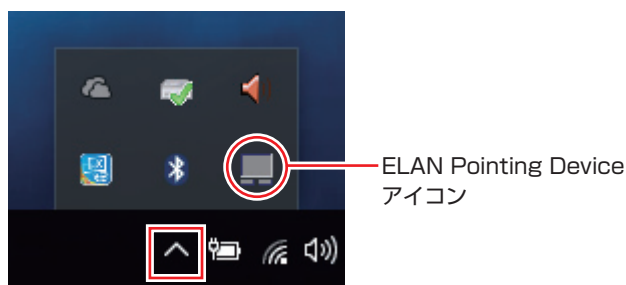 ELAN Pointing Device
アイコン